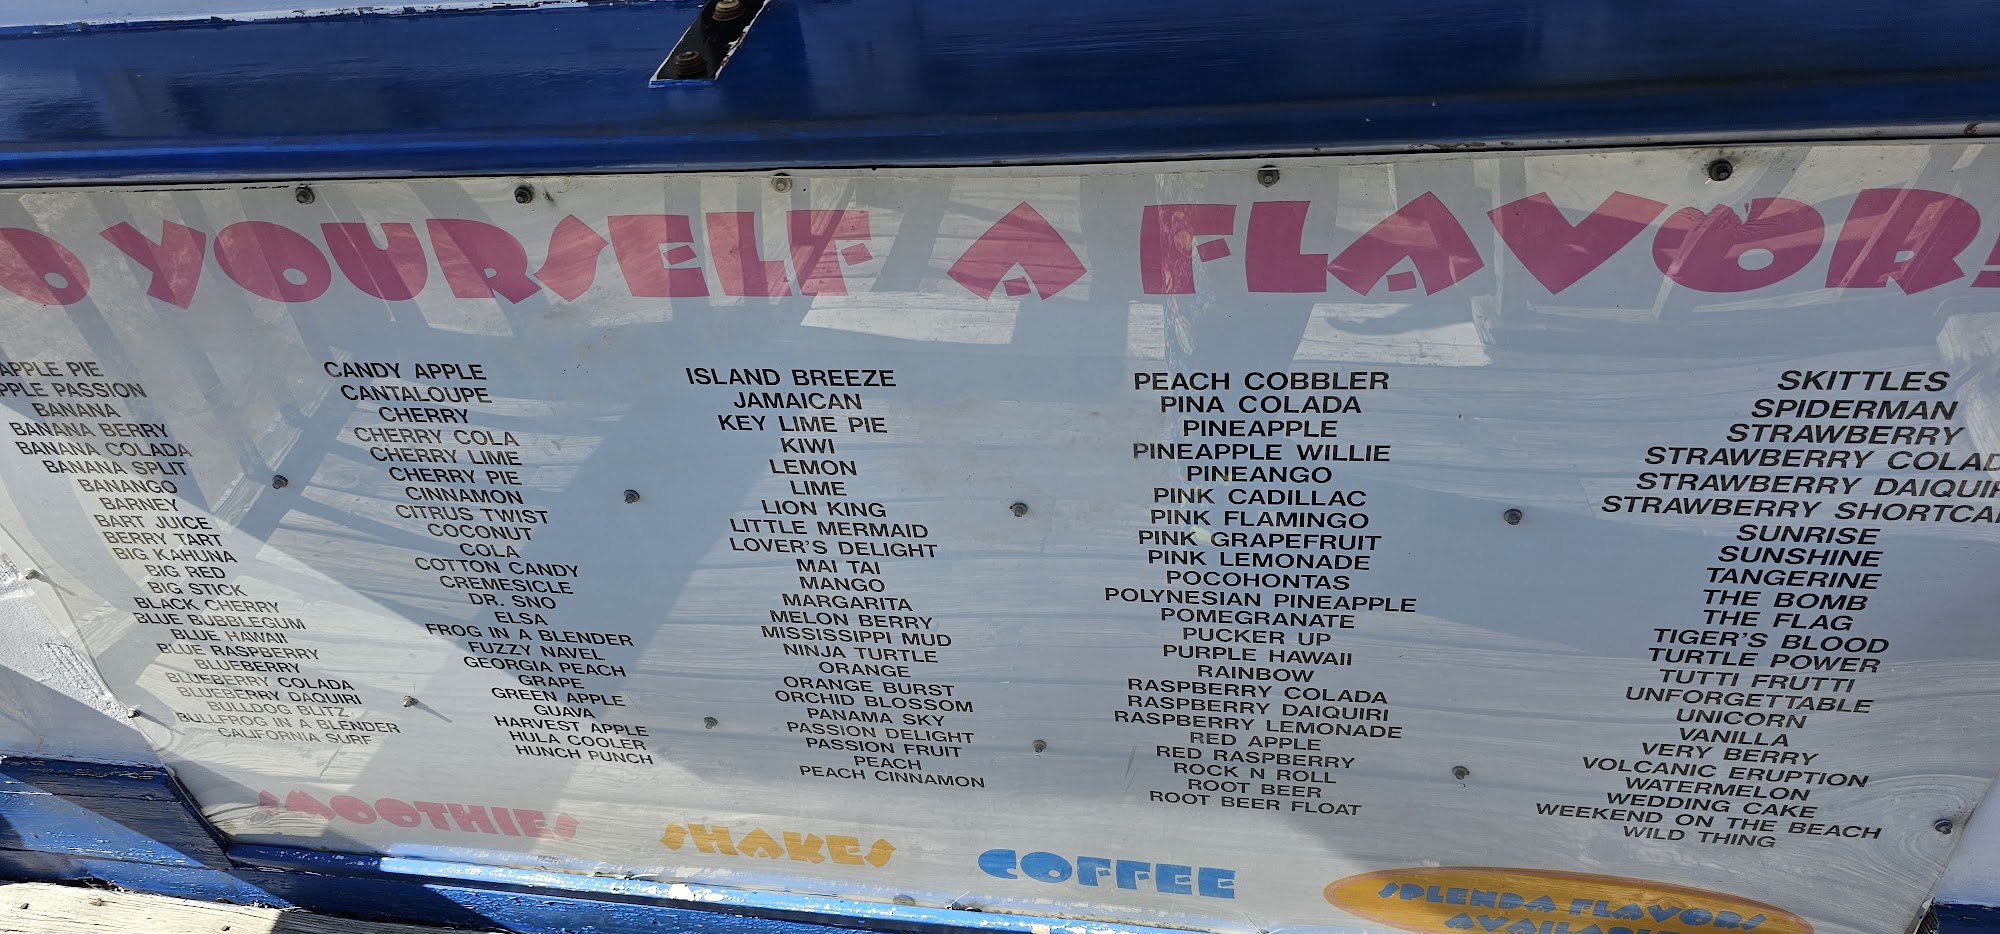 DO YOURSELF A FLAVOR!
APPLE PIE
APPLE PASSION
BANANA
BANANA BERRY
BANANA COLADA
BANANA SPLIT
BANANGO
BARNEY
BART JUICE
BERRY TART
BIG KAHUNA
BIG RED
BIG STICK
BLACK CHERRY
BLUE BUBBLEGUM
BLUE HAWAII
BLUE RASPBERRY
BLUEBERRY
BLUEBERRY COLADA
BLUEBERRY DAQUIRI
BULLDOG BLITZ
BULLFROG IN A BLENDER
CALIFORNIA SURF
CANDY APPLE
CANTALOUPE
CHERRY
CHERRY COLA
CHERRY LIME
CHERRY PIE
CINNAMON
CITRUS TWIST
COCONUT
COLA
COTTON CANDY
CREMESICLE
DR. SNO
ELSA
FROG IN A BLENDER
FUZZY NAVEL
GEORGIA PEACH
GRAPE
GREEN APPLE
GUAVA
HARVEST APPLE
HULA COOLER
HUNCH PUNCH
ISLAND BREEZE
JAMAICAN
KEY LIME PIE
KIWI
LEMON
LIME
LION KING
LITTLE MERMAID
LOVER'S DELIGHT
MAI TAI
MANGO
MARGARITA
MELON BERRY
MISSISSIPPI MUD
NINJA TURTLE
ORANGE
ORANGE BURST
ORCHID BLOSSOM
PANAMA SKY
PASSION DELIGHT
PASSION FRUIT
PEACH
PEACH CINNAMON
PEACH COBBLER
PINA COLADA
PINEAPPLE
PINEAPPLE WILLIE
PINEANGO
PINK CADILLAC
PINK FLAMINGO
PINK GRAPEFRUIT
PINK LEMONADE
POCOHONTAS
POLYNESIAN PINEAPPLE
POMEGRANATE
PUCKER UP
PURPLE HAWAII
RAINBOW
RASPBERRY COLADA
RASPBERRY DAQUIRI
RASPBERRY LEMONADE
RED APPLE
RED RASPBERRY
ROCK N ROLL
ROOT BEER
ROOT BEER FLOAT
SKITTLES
SPIDERMAN
STRAWBERRY
STRAWBERRY COLAD
STRAWBERRY DAIQUIR
STRAWBERRY SHORTCA
SUNRISE
SUNSHINE
TANGERINE
THE BOMB
THE FLAG
TIGER'S BLOOD
TURTLE POWER
TUTTI FRUTTI
UNFORGETTABLE
UNICORN
VANILLA
VERY BERRY
VOLCANIC ERUPTION
WATERMELON
WEDDING CAKE
WEEKEND ON THE BEACH
WILD THING
SMOOTHIES
SHAKES
COFFEE
SPLENDA FLAVORS
AVAILABLE